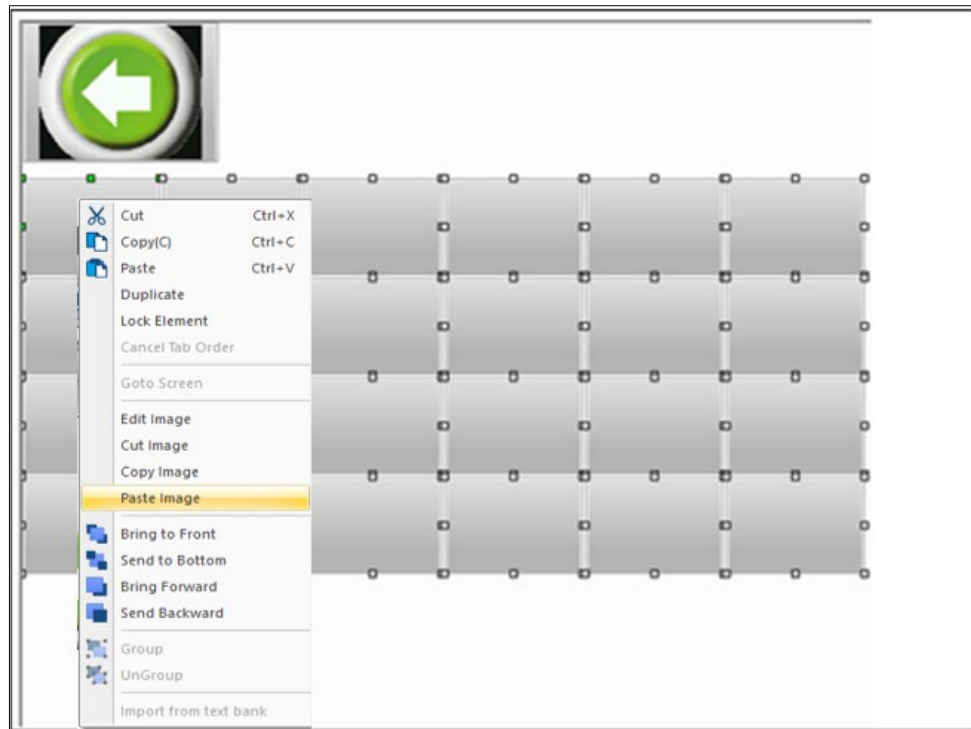 Cut Ctrl+X
Copy(C) Ctrl+C
Paste Ctrl+V
Duplicate
Lock Element
Cancel Tab Order
Goto Screen
Edit Image
Cut Image
Copy Image
Paste Image
Bring to Front
Send to Bottom
Bring Forward
Send Backward
Group
UnGroup
Import from text bank